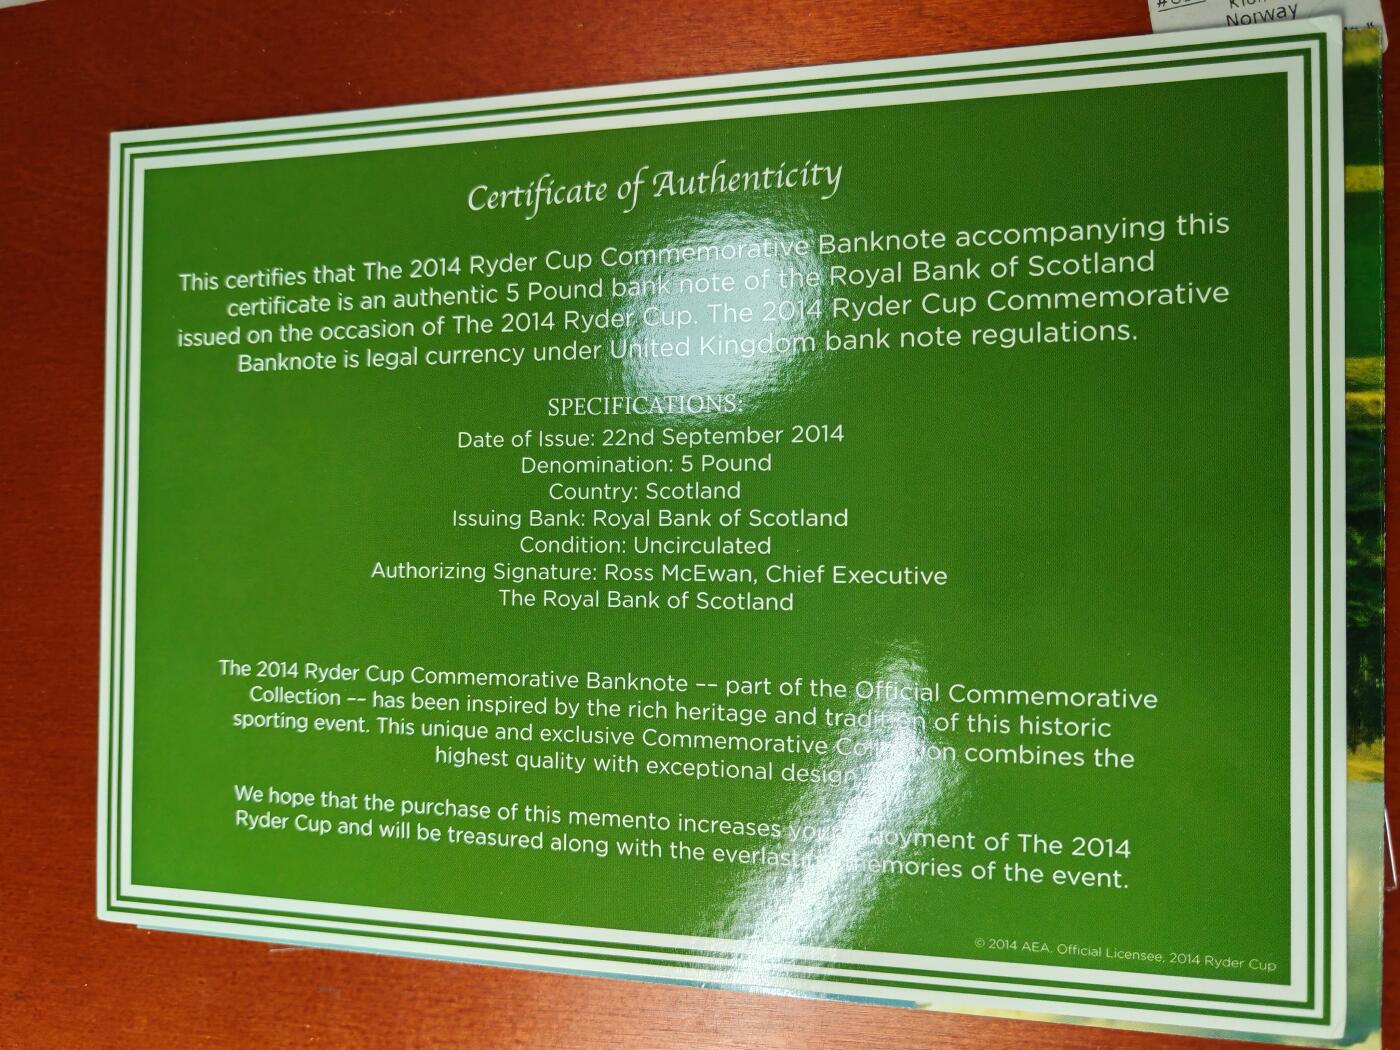 Norway
Certificate of Authenticity
This certifies that The 2014 Ryder Cup Commemorative Banknote accompanying this
certificate is an authentic 5 Pound bank note of the Royal Bank of Scotland
issued on the occasion of The 2014 Ryder Cup. The 2014 Ryder Cup Commemorative
Banknote is legal currency under United Kingdom bank note regulations.
SPECIFICATIONS:
Date of Issue: 22nd September 2014
Denomination: 5 Pound
Country: Scotland
Issuing Bank: Royal Bank of Scotland
Condition: Uncirculated
Authorizing Signature: Ross McEwan, Chief Executive
The Royal Bank of Scotland
The 2014 Ryder Cup Commemorative Banknote -- part of the Official Commemorative
Collection -- has been inspired by the rich heritage and tradition of this historic
sporting event. This unique and exclusive Commemorative Collection combines the
highest quality with exceptional design.
We hope that the purchase of this memento increases your enjoyment of The 2014
Ryder Cup and will be treasured along with the everlasting memories of the event.
© 2014 AEA. Official Licensee, 2014 Ryder Cup